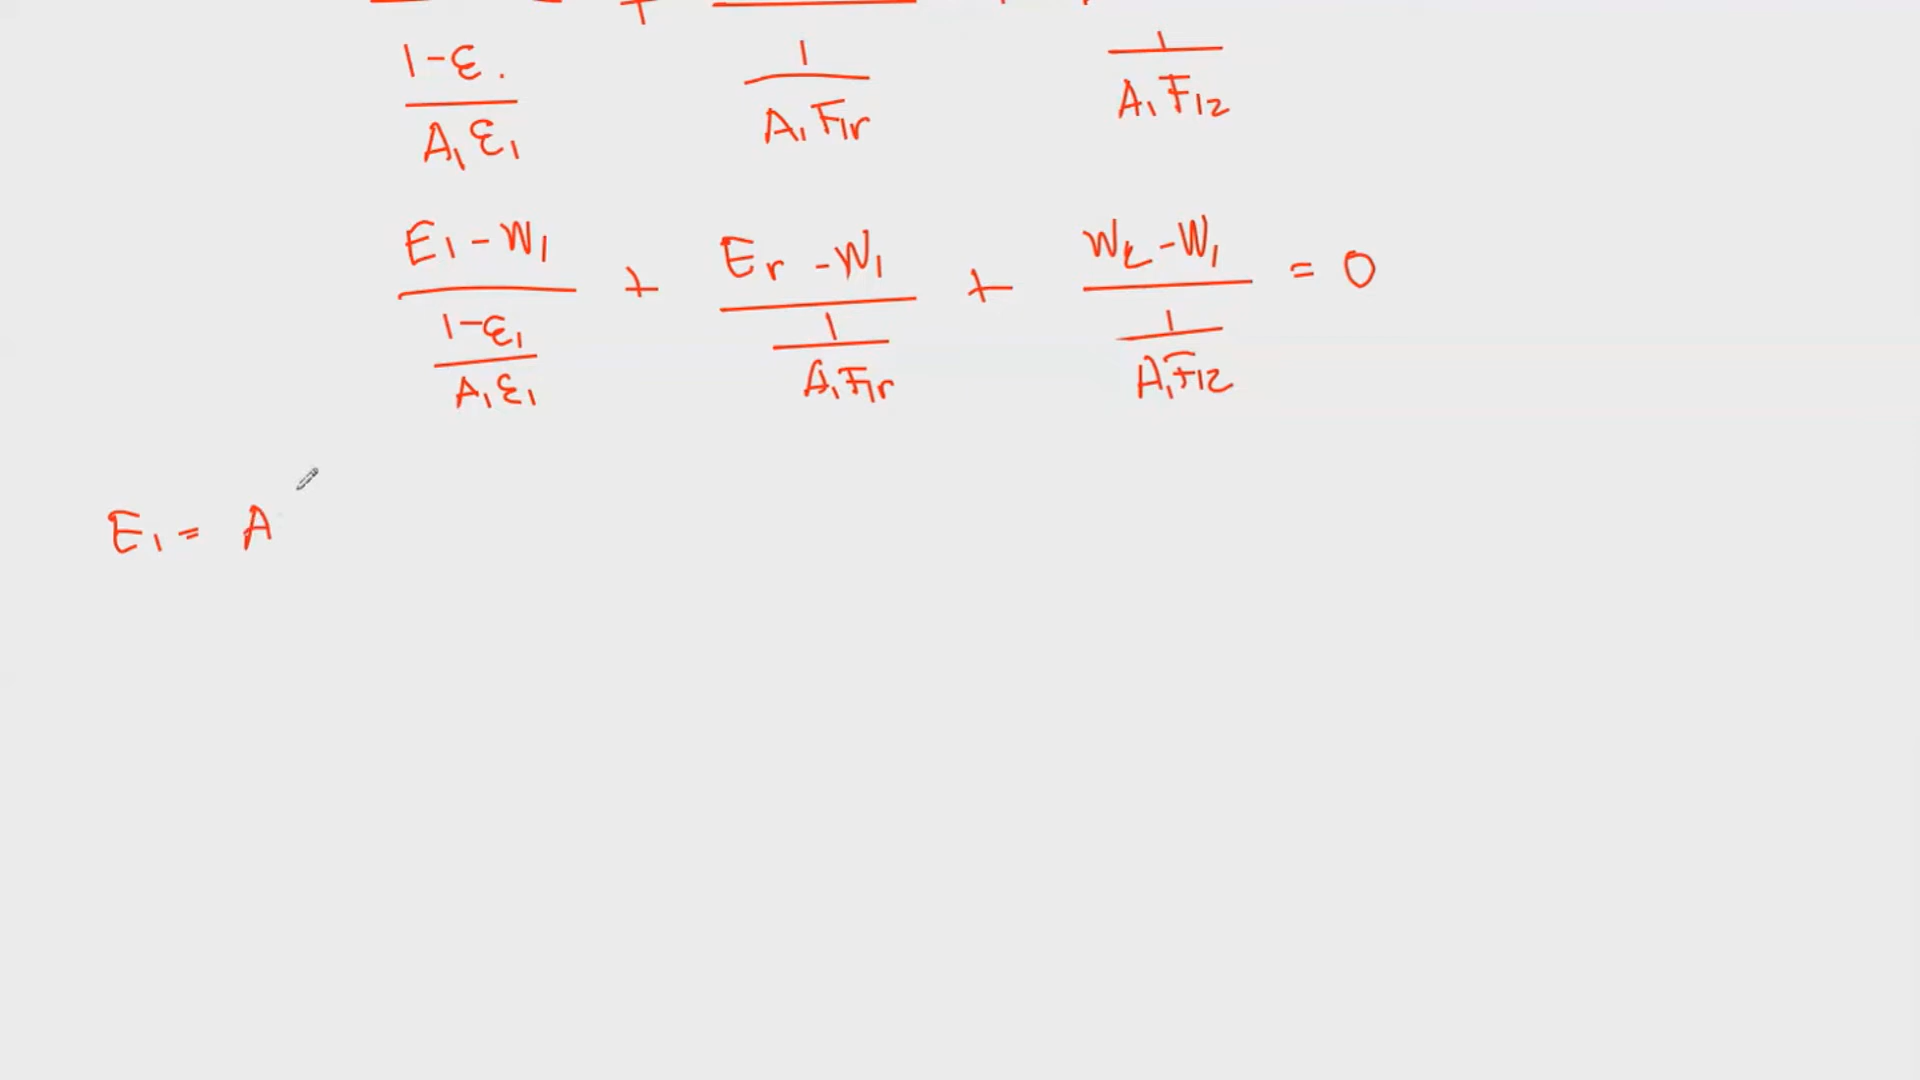 +
1-ε. 1 1
A₁ε₁ A₁F₁r A₁F₁₂
E₁-W₁ + Er-W₁ + W₂-W₁ = 0
1-ε₁ 1 1
A₁ε₁ A₁F₁r A₁F₁₂
E₁= A